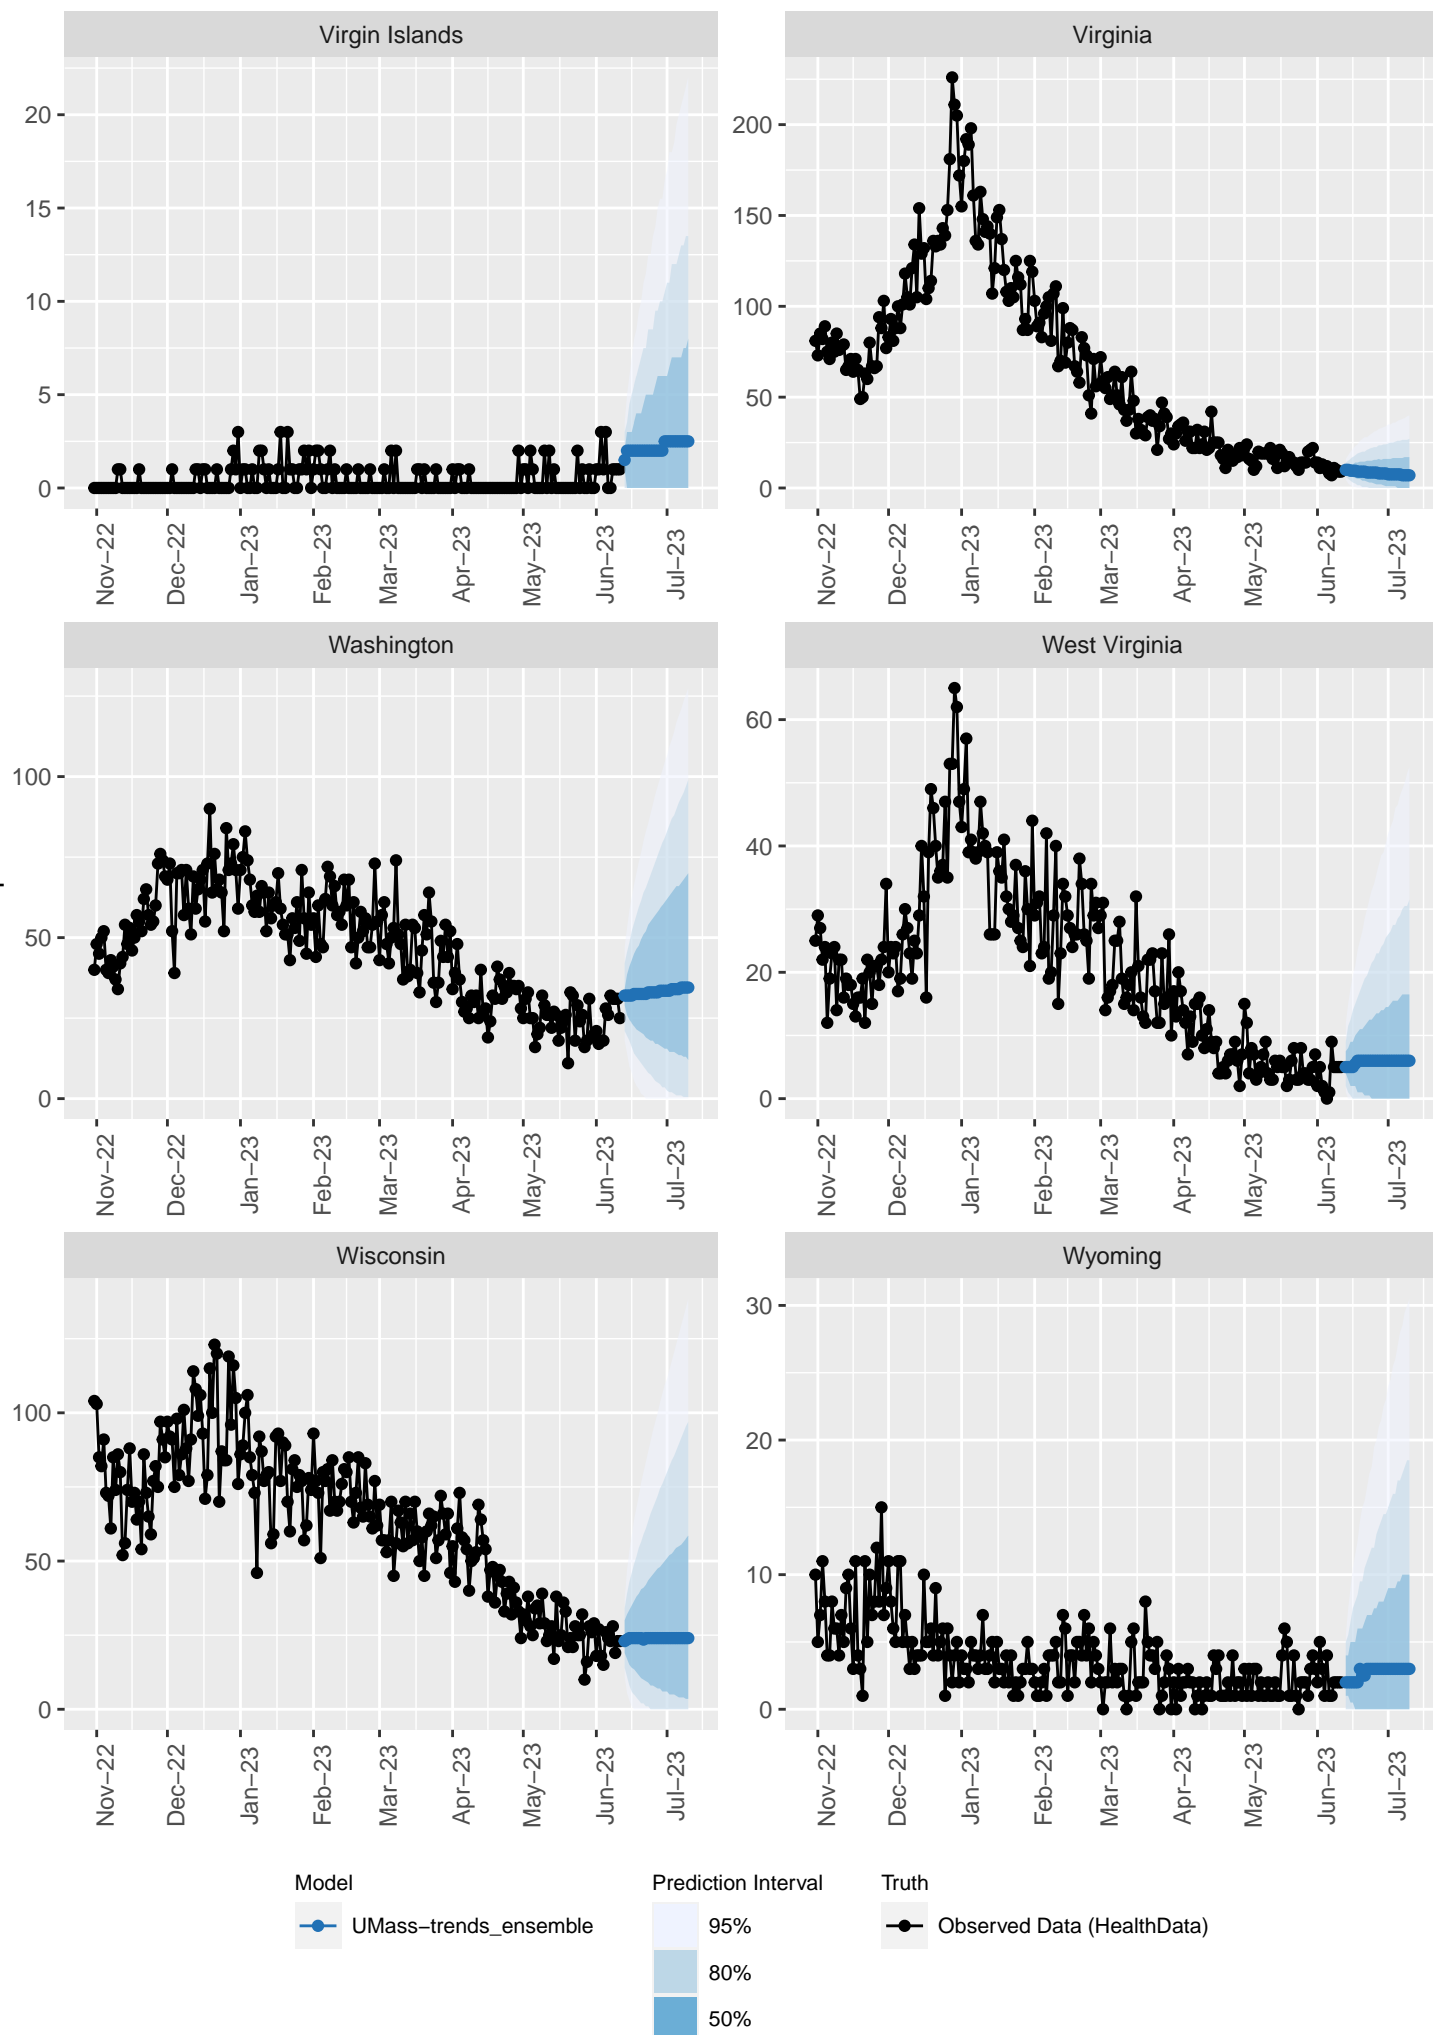 Virgin Islands
Virginia
20
15
10
5
0
200
150
100
50
0
Nov−22
Dec−22
Jan−23
Feb−23
Mar−23
Apr−23
May−23
Jun−23
Jul−23
Nov−22
Dec−22
Jan−23
Feb−23
Mar−23
Apr−23
May−23
Jun−23
Jul−23
Washington
West Virginia
100
50
0
60
40
20
0
Nov−22
Dec−22
Jan−23
Feb−23
Mar−23
Apr−23
May−23
Jun−23
Jul−23
Nov−22
Dec−22
Jan−23
Feb−23
Mar−23
Apr−23
May−23
Jun−23
Jul−23
Wisconsin
Wyoming
100
50
0
30
20
10
0
Nov−22
Dec−22
Jan−23
Feb−23
Mar−23
Apr−23
May−23
Jun−23
Jul−23
Nov−22
Dec−22
Jan−23
Feb−23
Mar−23
Apr−23
May−23
Jun−23
Jul−23
Model
UMass−trends_ensemble
Prediction Interval
95%
80%
50%
Truth
Observed Data (HealthData)